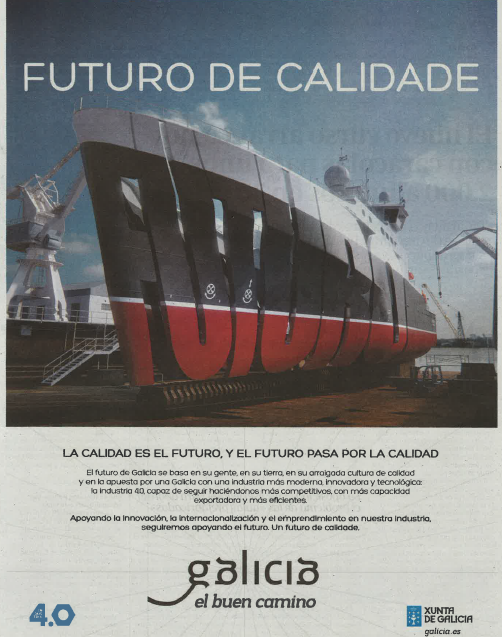 FUTURO DE CALIDADE
LA CALIDAD ES EL FUTURO, Y EL FUTURO PASA POR LA CALIDAD
El futuro de Galicia se basa en su gente, en su tierra, en su arraigada cultura de calidad
y en la apuesta por una Galicia con una industria más moderna, innovadora y tecnológica:
la industria 4.0, capaz de seguir haciéndonos más competitivos, con más capacidad
exportadora y más eficientes.
Apoyando la innovación, la internacionalización y el emprendimiento en nuestra industria,
seguiremos apoyando el futuro. Un futuro de calidad.
galicia
el buen camino
4.0
XUNTA
DE GALICIA
galicia.es